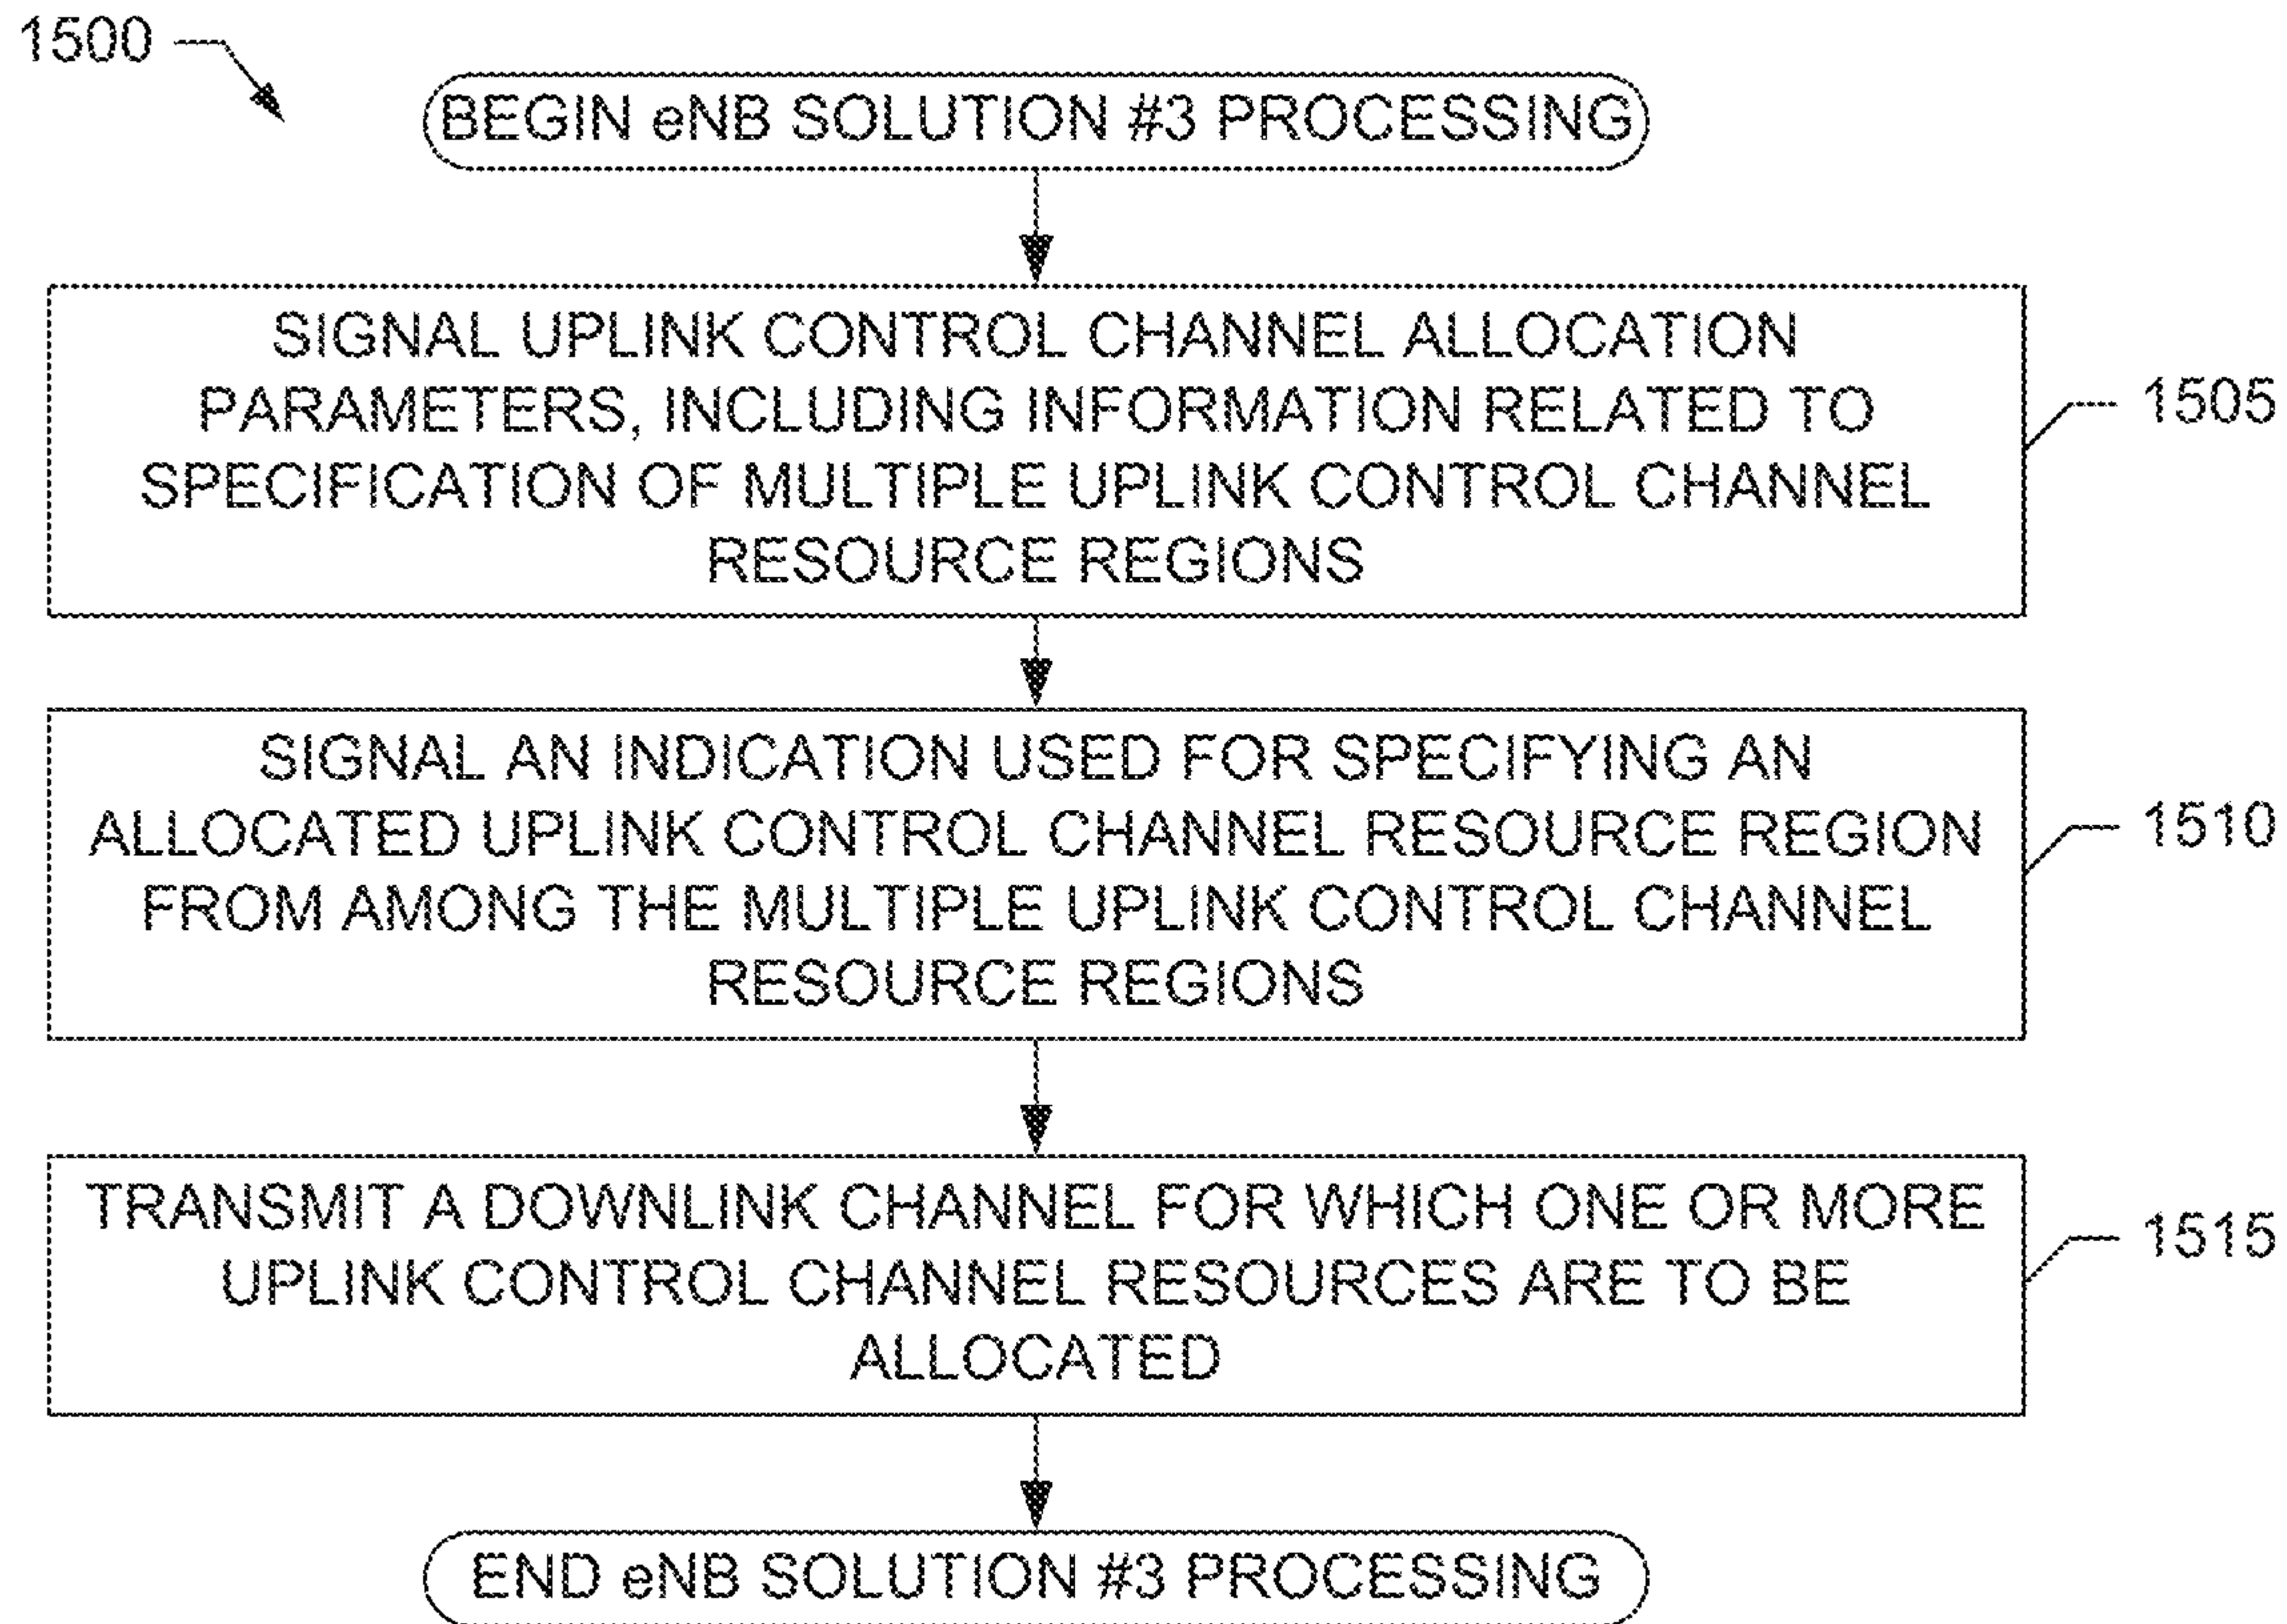 1500
BEGIN eNB SOLUTION #3 PROCESSING
SIGNAL UPLINK CONTROL CHANNEL ALLOCATION
PARAMETERS, INCLUDING INFORMATION RELATED TO
SPECIFICATION OF MULTIPLE UPLINK CONTROL CHANNEL
RESOURCE REGIONS
1505
SIGNAL AN INDICATION USED FOR SPECIFYING AN
ALLOCATED UPLINK CONTROL CHANNEL RESOURCE REGION
FROM AMONG THE MULTIPLE UPLINK CONTROL CHANNEL
RESOURCE REGIONS
1510
TRANSMIT A DOWNLINK CHANNEL FOR WHICH ONE OR MORE
UPLINK CONTROL CHANNEL RESOURCES ARE TO BE
ALLOCATED
1515
END eNB SOLUTION #3 PROCESSING